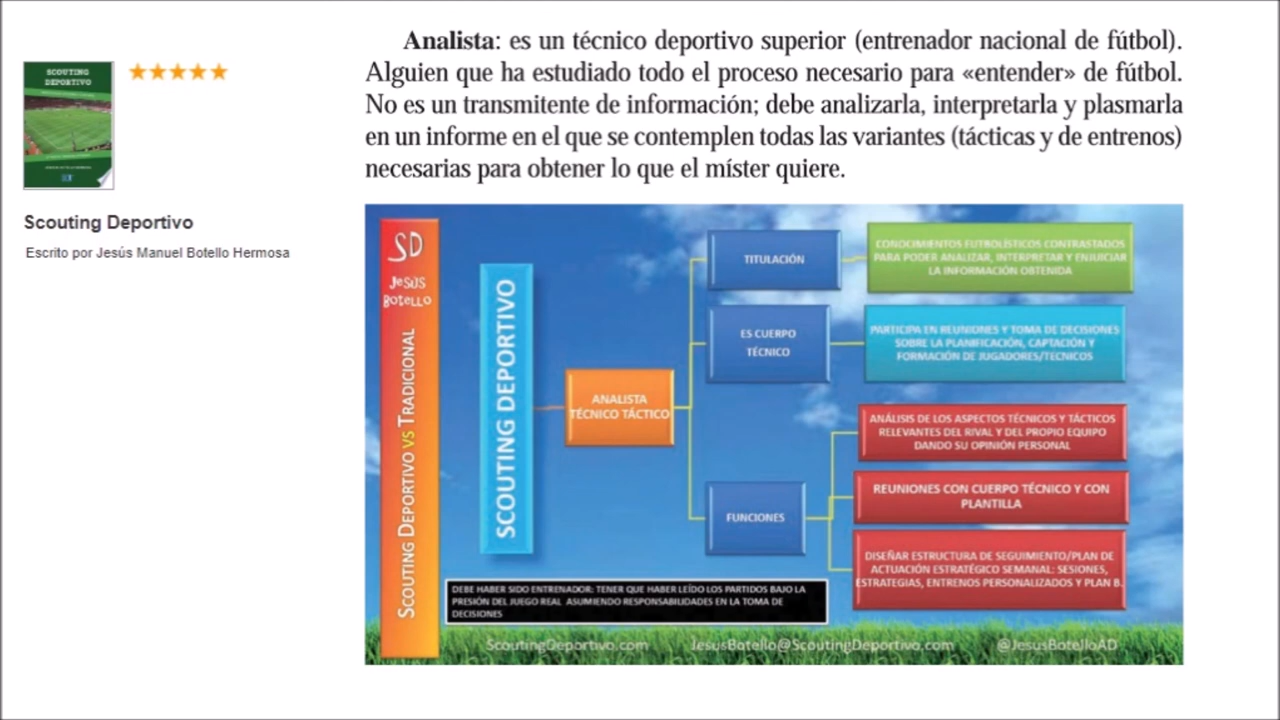 Analista: es un técnico deportivo superior (entrenador nacional de fútbol).
Alguien que ha estudiado todo el proceso necesario para «entender» de fútbol.
No es un transmitente de información; debe analizarla, interpretarla y plasmarla
en un informe en el que se contemplen todas las variantes (tácticas y de entrenos)
necesarias para obtener lo que el míster quiere.
SCOUTING
DEPORTIVO
Scouting Deportivo
Escrito por Jesús Manuel Botello Hermosa
SD
JESÚS
BOTELLO
SCOUTING DEPORTIVO VS TRADICIONAL
SCOUTING DEPORTIVO
ANALISTA
TÉCNICO TÁCTICO
TITULACIÓN
CONOCIMIENTOS FUTBOLÍSTICOS CONTRASTADOS
PARA PODER ANALIZAR, INTERPRETAR Y ENJUICIAR
LA INFORMACIÓN OBTENIDA
ES CUERPO
TÉCNICO
PARTICIPA EN REUNIONES Y TOMA DE DECISIONES
SOBRE LA PLANIFICACIÓN, CAPTACIÓN Y
FORMACIÓN DE JUGADORES/TECNICOS
FUNCIONES
ANÁLISIS DE LOS ASPECTOS TÉCNICOS Y TÁCTICOS
RELEVANTES DEL RIVAL Y DEL PROPIO EQUIPO
DANDO SU OPINIÓN PERSONAL
REUNIONES CON CUERPO TÉCNICO Y CON
PLANTILLA
DISEÑAR ESTRUCTURA DE SEGUIMIENTO/PLAN DE
ACTUACIÓN ESTRATÉGICO SEMANAL: SESIONES,
ESTRATEGIAS, ENTRENOS PERSONALIZADOS Y PLAN B.
DEBE HABER SIDO ENTRENADOR: TENER QUE HABER LEÍDO LOS PARTIDOS BAJO LA
PRESIÓN DEL JUEGO REAL ASUMIENDO RESPONSABILIDADES EN LA TOMA DE
DECISIONES
ScoutingDeportivo.com JesusBotello@ScoutingDeportivo.com @JesusBotelloAD